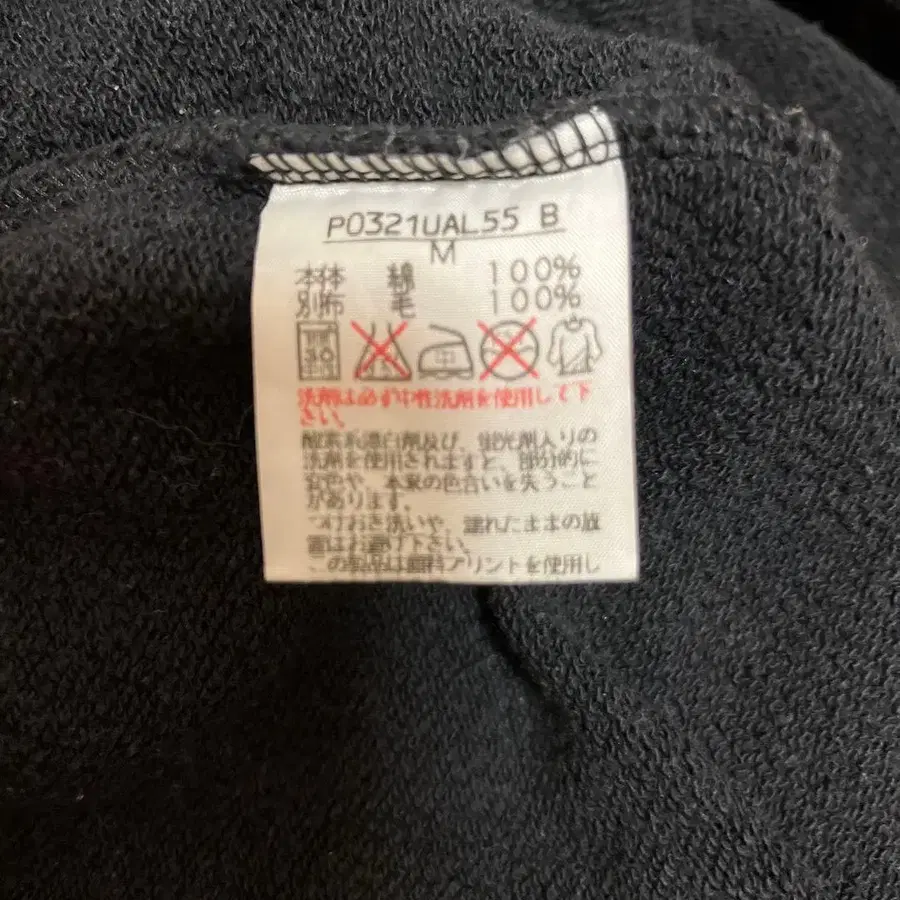 P0321UAL55 B
M
本体 綿 100%
別布 毛 100%
30 中
洗剤は必ず中性洗剤を使用して下
さい。
酸素系漂白剤及び、蛍光剤入りの
洗剤を使用されますと、部分的に
変色や、本来の色合いを失うこと
があります。
つけおき洗いや、濡れたままの放
置はお避け下さい。
この製品は顔料プリントを使用し